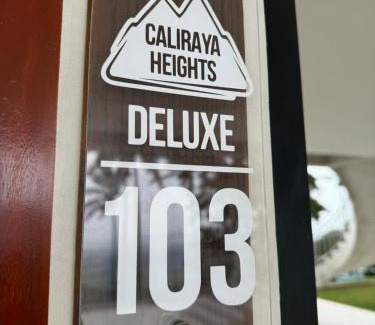 CALIRAYA
HEIGHTS
DELUXE
103